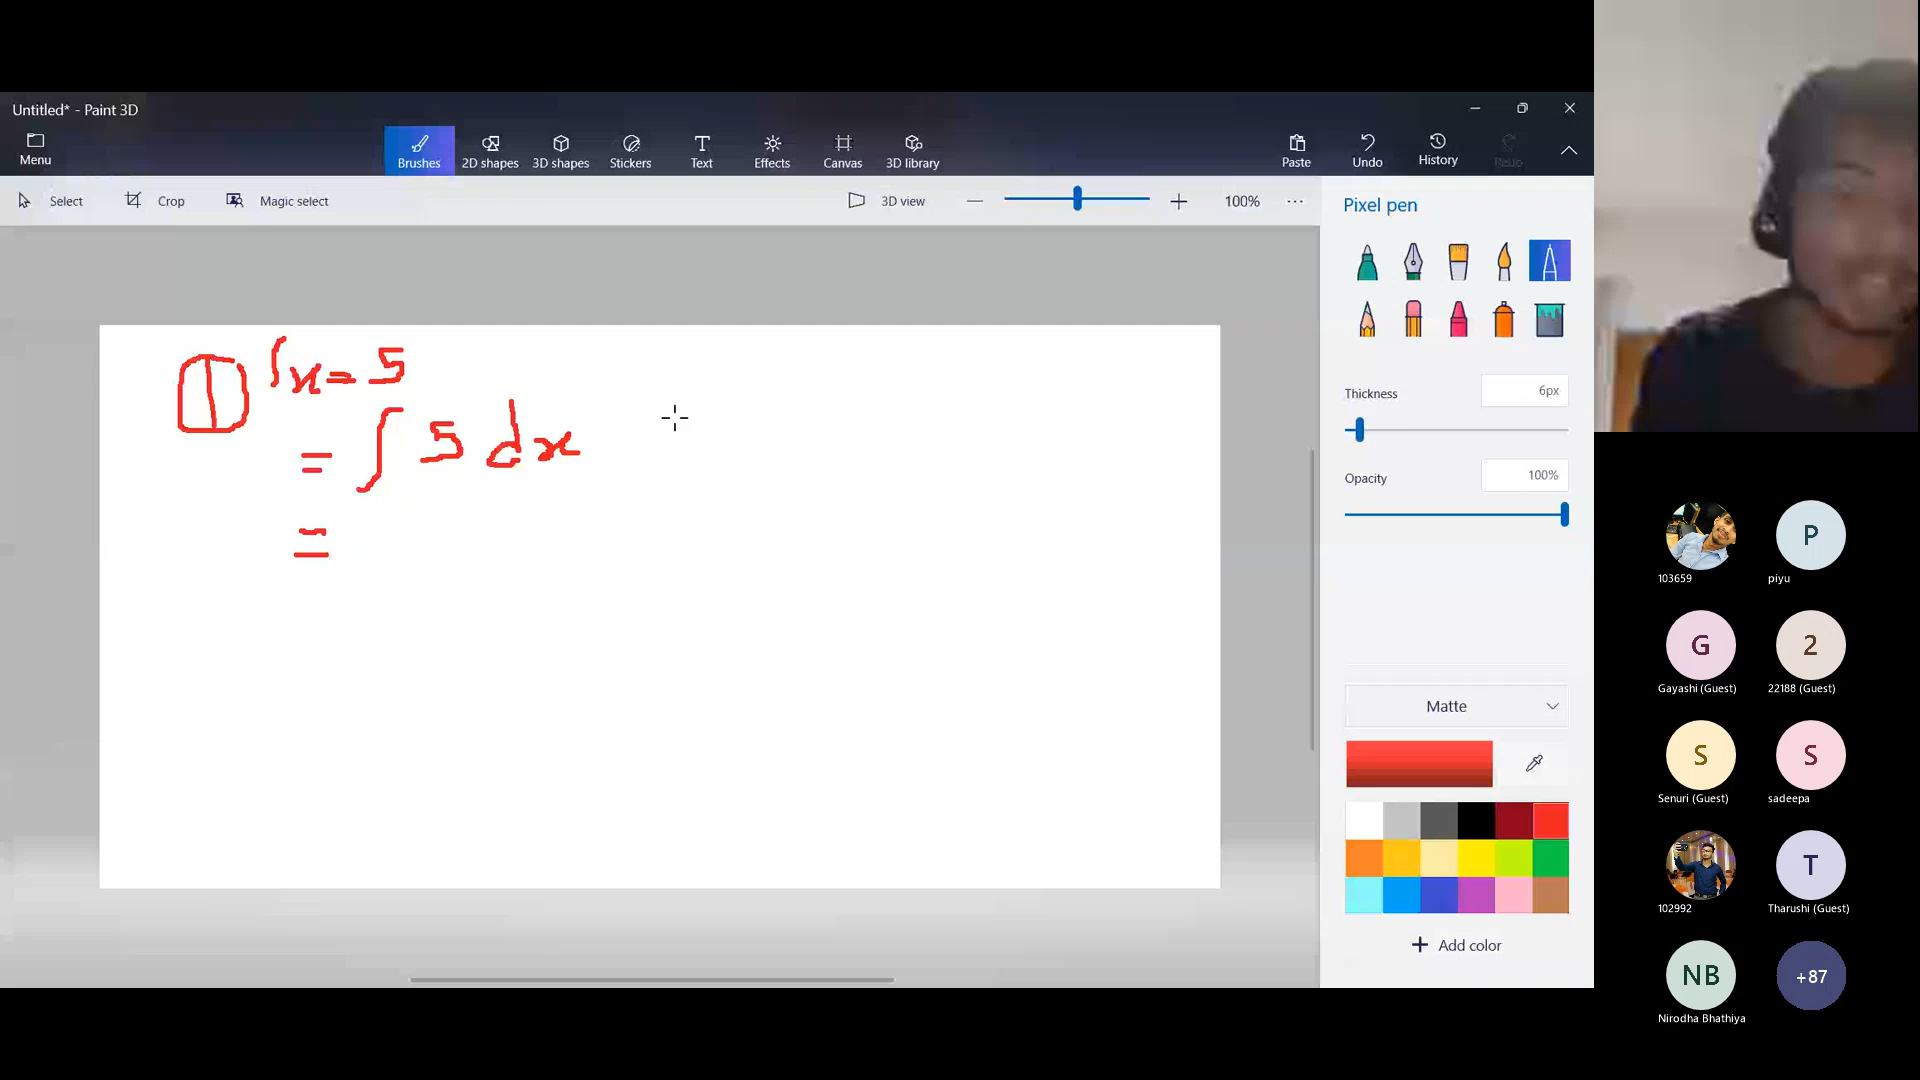 Untitled* - Paint 3D
Menu
Brushes
2D shapes
3D shapes
Stickers
Text
Effects
Canvas
3D library
Paste
Undo
History
Redo
Select
Crop
Magic select
3D view
100%
Pixel pen
Thickness
6px
Opacity
100%
Matte
Add color
1 ∫x = 5
= ∫ 5 dx
=
103659
P
piyu
G
Gayashi (Guest)
2
22188 (Guest)
S
Senuri (Guest)
S
sadeepa
102992
T
Tharushi (Guest)
NB
Nirodha Bhathiya
+87